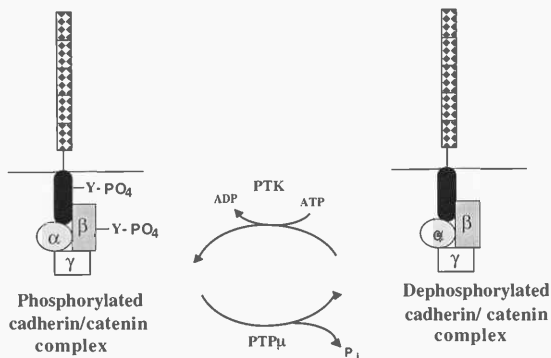 Y- PO4
β
Y- PO4
α
γ
Phosphorylated
cadherin/catenin
complex
PTK
ADP
ATP
PTPμ
Pi
β
α
γ
Dephosphorylated
cadherin/ catenin
complex